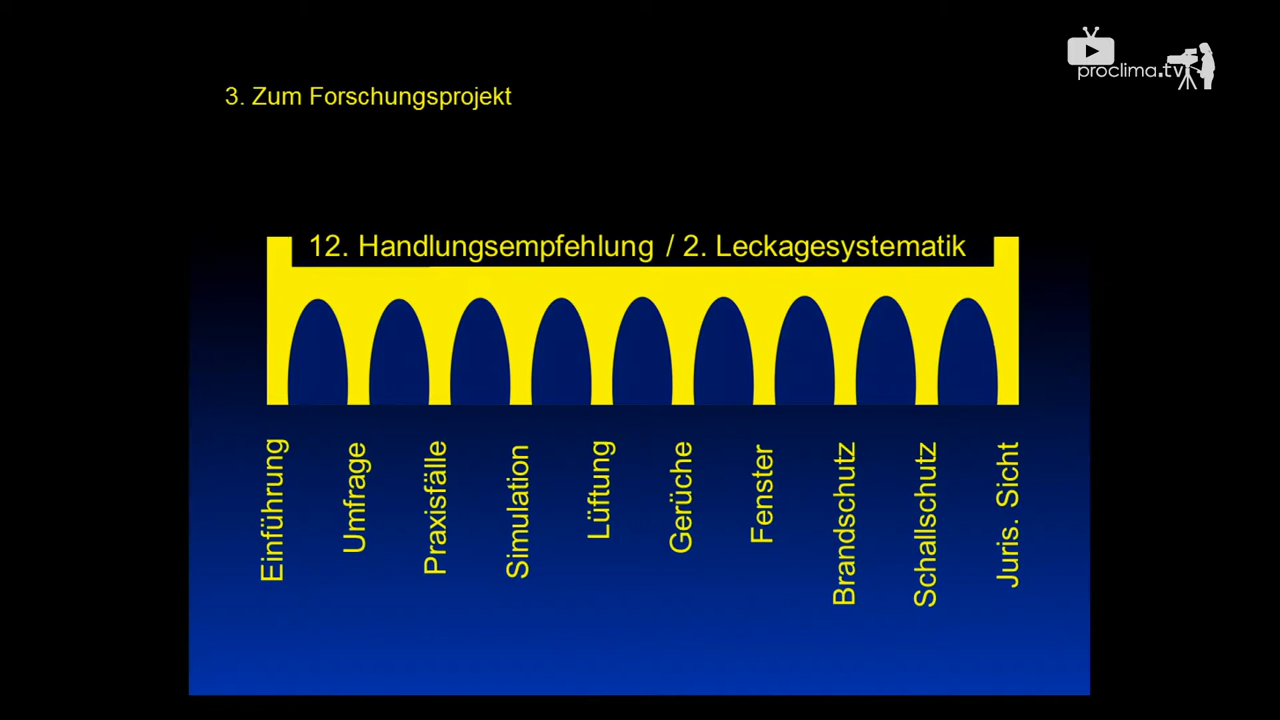 proclima.tv
3. Zum Forschungsprojekt
12. Handlungsempfehlung / 2. Leckagesystematik
Einführung
Umfrage
Praxisfälle
Simulation
Lüftung
Gerüche
Fenster
Brandschutz
Schallschutz
Juris. Sicht